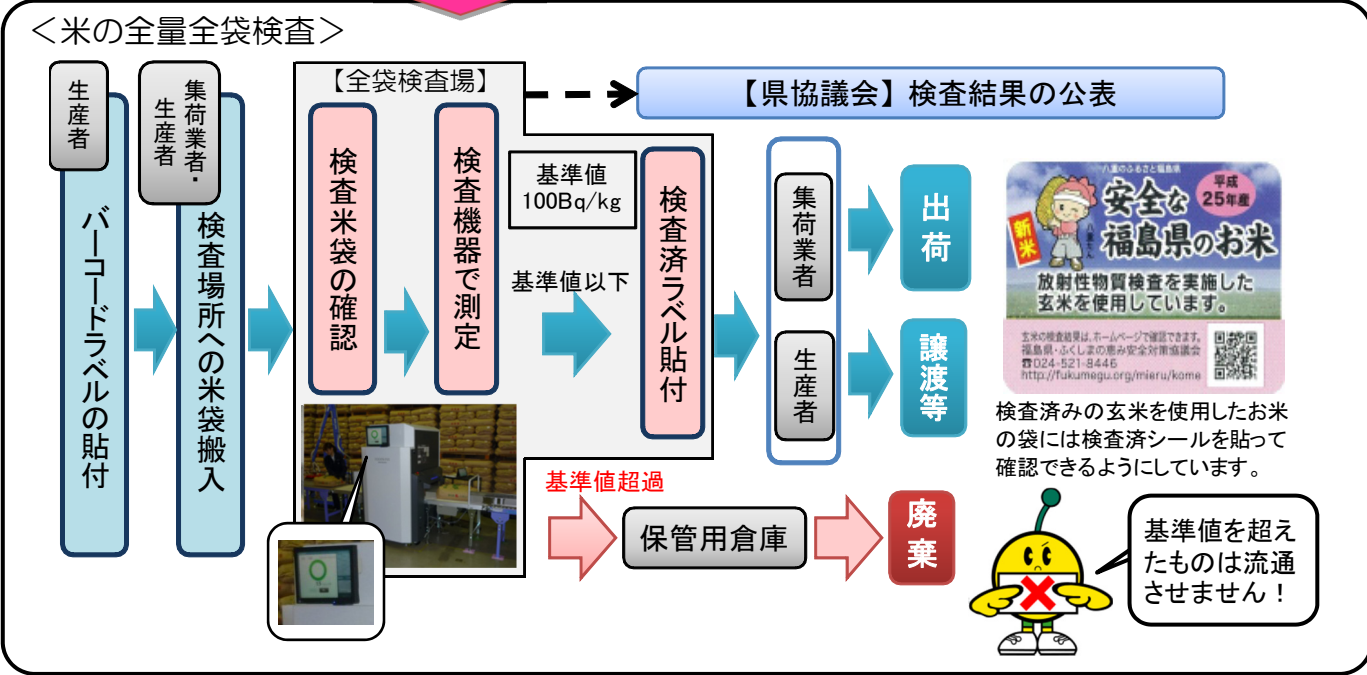 ＜米の全量全袋検査＞
生産者
バーコードラベルの貼付
集荷業者・
生産者
検査場所への米袋搬入
【全袋検査場】
検査米袋の確認
検査機器で測定
基準値
100Bq/kg
基準値以下
検査済ラベル貼付
【県協議会】検査結果の公表
集荷業者
出荷
生産者
譲渡等
基準値超過
保管用倉庫
廃棄
八重のふるさと福島県
平成
25年産
安全な
福島県のお米
新米
八重たん
放射性物質検査を実施した
玄米を使用しています。
玄米の検査結果は、ホームページで確認できます。
福島県・ふくしまの恵み安全対策協議会
☎024-521-8446
http://fukumegu.org/mieru/kome
検査済みの玄米を使用したお米
の袋には検査済シールを貼って
確認できるようにしています。
基準値を超え
たものは流通
させません！